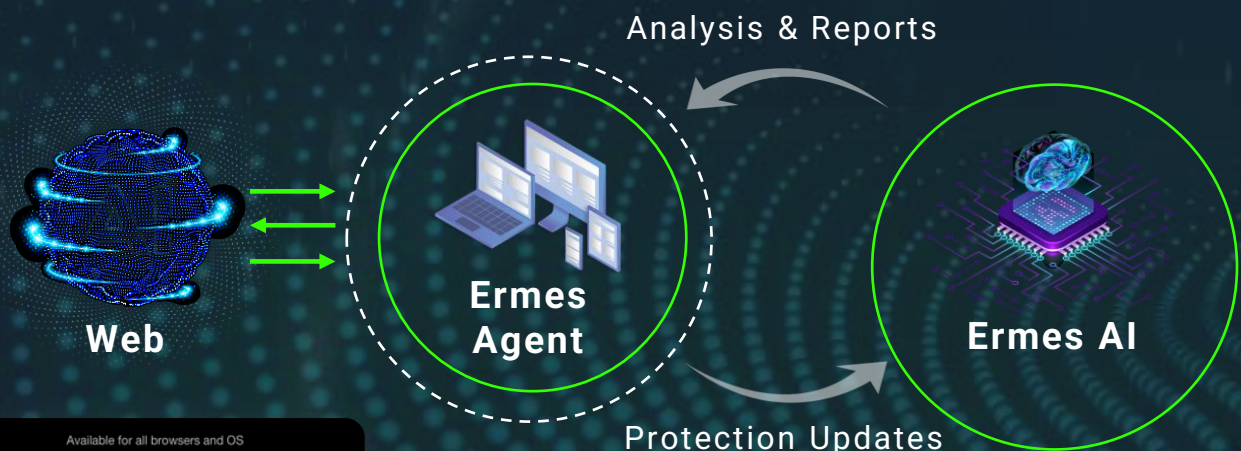 Analysis & Reports
Web
Ermes
Agent
Ermes AI
Available for all browsers and OS
Protection Updates